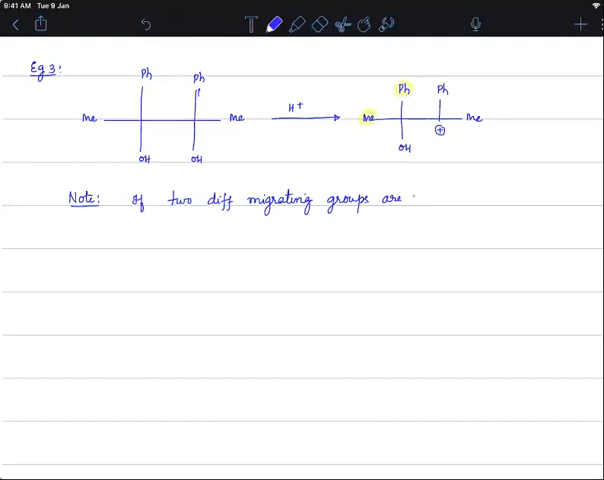 9:41 AM Tue 9 Jan
Eg 3:
Ph Ph
Me Me
OH OH
H+
Ph Ph
Me Me
OH ⊕
Note: If two diff migrating groups are